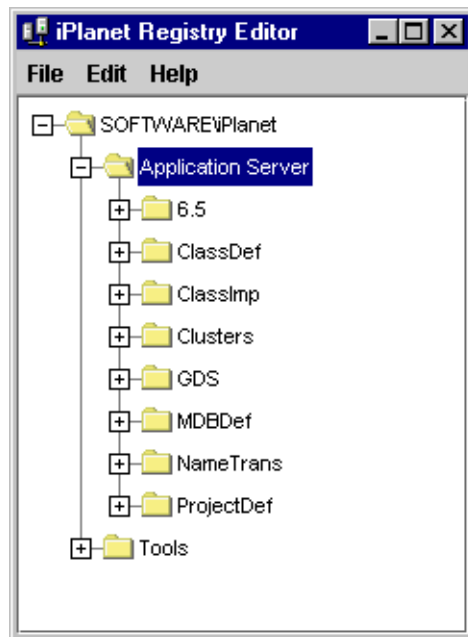 iPlanet Registry Editor
File Edit Help
SOFTWARE\iPlanet
Application Server
6.5
ClassDef
ClassImp
Clusters
GDS
MDBDef
NameTrans
ProjectDef
Tools